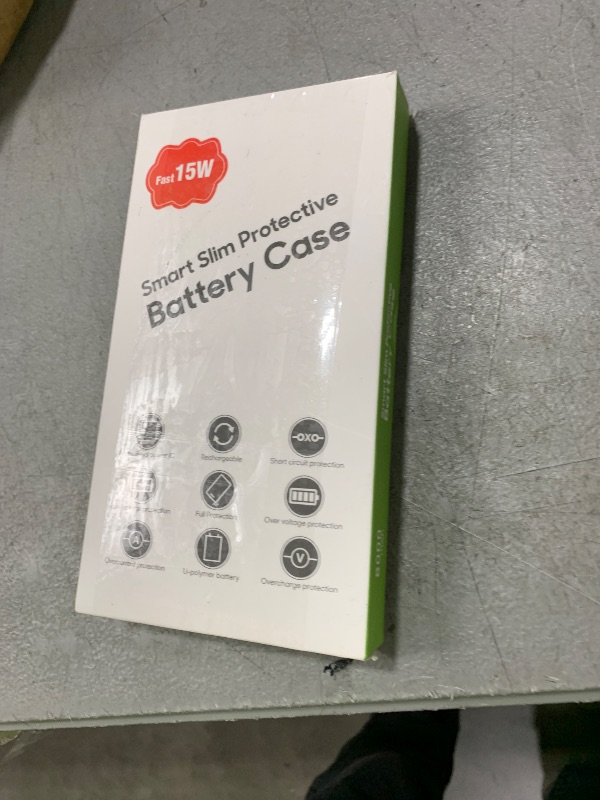 Fast 15W
Smart Slim Protective
Battery Case
OXO
Rechargeable
Short circuit protection
Full Protection
Over voltage protection
A
V
Overcurrent protection
Li-polymer battery
Overcharge protection